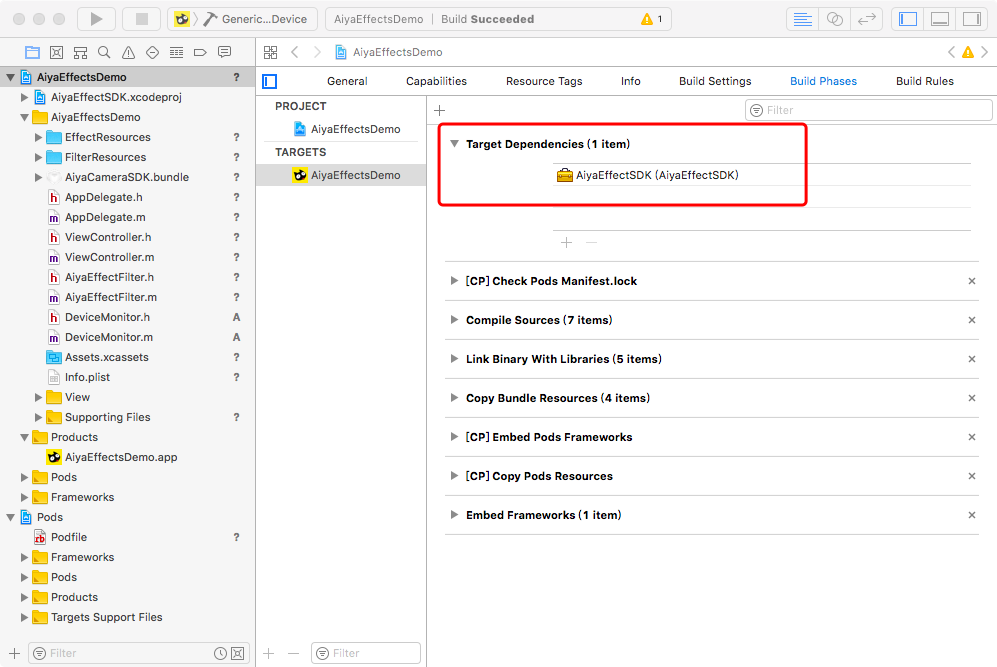 Generic...Device
AiyaEffectsDemo | Build Succeeded
1
AiyaEffectsDemo
AiyaEffectsDemo ?
AiyaEffectSDK.xcodeproj
AiyaEffectsDemo
EffectResources ?
FilterResources ?
AiyaCameraSDK.bundle ?
h AppDelegate.h ?
m AppDelegate.m ?
h ViewController.h ?
m ViewController.m ?
h AiyaEffectFilter.h ?
m AiyaEffectFilter.m ?
h DeviceMonitor.h A
m DeviceMonitor.m A
Assets.xcassets ?
Info.plist ?
View
Supporting Files ?
Products
AiyaEffectsDemo.app
Pods
Frameworks
Pods
rb Podfile ?
Frameworks
Pods
Products
Targets Support Files
Filter
General Capabilities Resource Tags Info Build Settings Build Phases Build Rules
PROJECT
AiyaEffectsDemo
TARGETS
AiyaEffectsDemo
Filter
Filter
Target Dependencies (1 item)
AiyaEffectSDK (AiyaEffectSDK)
[CP] Check Pods Manifest.lock
Compile Sources (7 items)
Link Binary With Libraries (5 items)
Copy Bundle Resources (4 items)
[CP] Embed Pods Frameworks
[CP] Copy Pods Resources
Embed Frameworks (1 item)